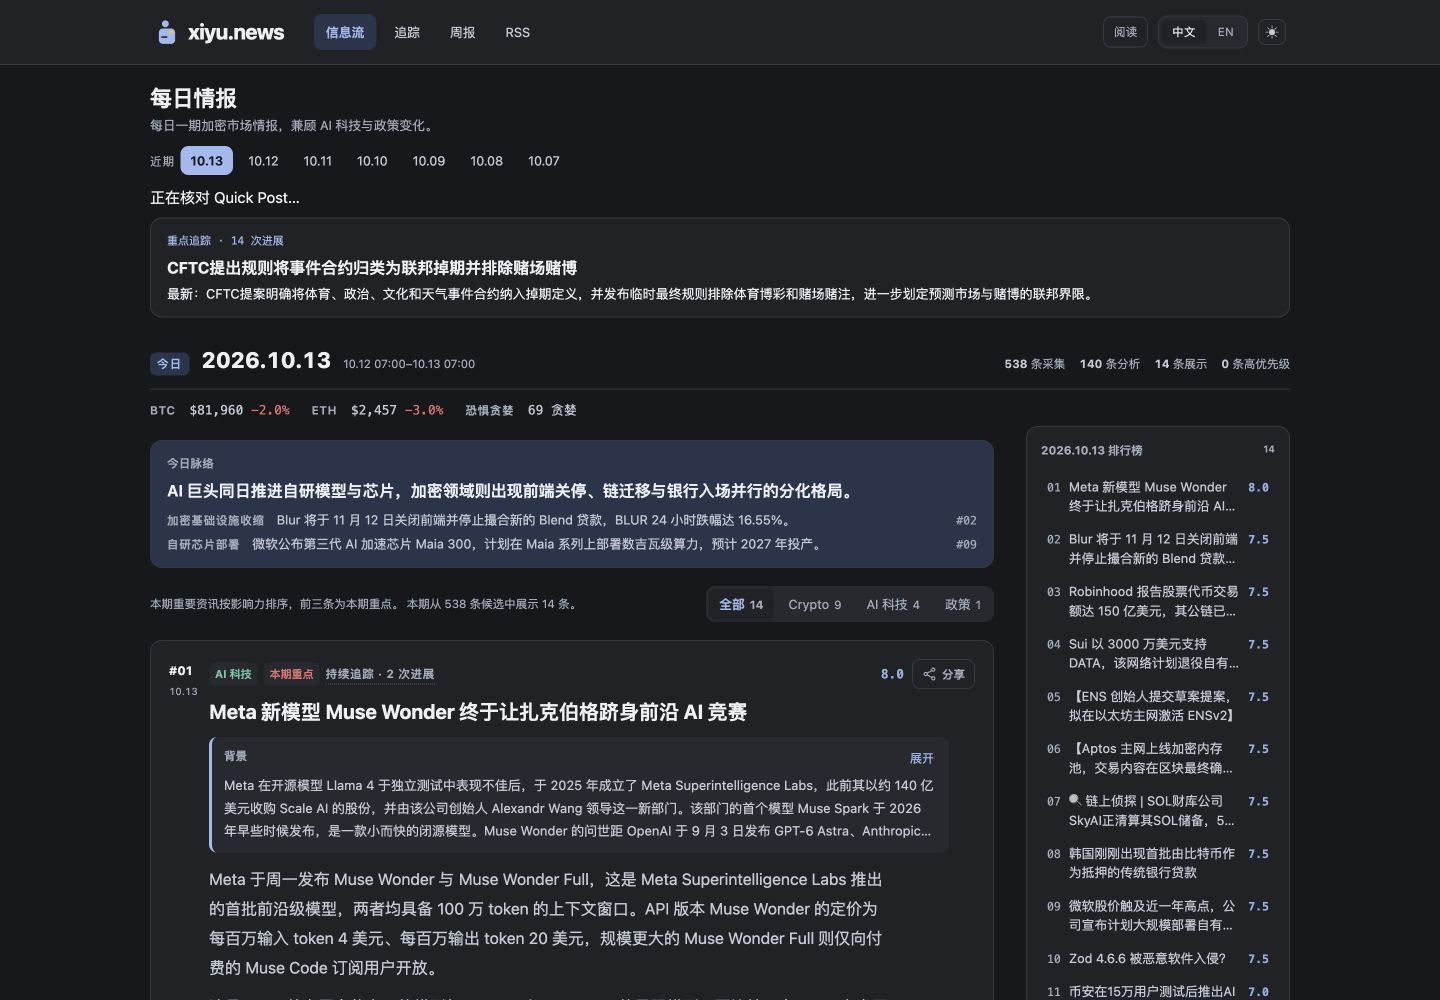 xiyu.news
信息流
追踪
周报
RSS
阅读
中文
EN
每日情报
每日一期加密市场情报，兼顾 AI 科技与政策变化。
近期 10.13 10.12 10.11 10.10 10.09 10.08 10.07
正在核对 Quick Post…
重点追踪 · 14 次进展
CFTC提出规则将事件合约归类为联邦掉期并排除赌场赌博
最新：CFTC提案明确将体育、政治、文化和天气事件合约纳入掉期定义，并发布临时最终规则排除体育博彩和赌场赌注，进一步划定预测市场与赌博的联邦界限。
今日 2026.10.13 10.12 07:00–10.13 07:00
538 条采集 140 条分析 14 条展示 0 条高优先级
BTC $81,960 −2.0% ETH $2,457 −3.0% 恐惧贪婪 69 贪婪
今日脉络
AI 巨头同日推进自研模型与芯片，加密领域则出现前端关停、链迁移与银行入场并行的分化格局。
加密基础设施收缩 Blur 将于 11 月 12 日关闭前端并停止撮合新的 Blend 贷款，BLUR 24 小时跌幅达 16.55%。 #02
自研芯片部署 微软公布第三代 AI 加速芯片 Maia 300，计划在 Maia 系列上部署数吉瓦级算力，预计 2027 年投产。 #09
本期重要资讯按影响力排序，前三条为本期重点。 本期从 538 条候选中展示 14 条。
全部 14 Crypto 9 AI 科技 4 政策 1
#01 AI 科技 本期重点 持续追踪 · 2 次进展 8.0 分享
10.13
Meta 新模型 Muse Wonder 终于让扎克伯格跻身前沿 AI 竞赛
背景 展开
Meta 在开源模型 Llama 4 于独立测试中表现不佳后，于 2025 年成立了 Meta Superintelligence Labs，此前其以约 140 亿
美元收购 Scale AI 的股份，并由该公司创始人 Alexandr Wang 领导这一新部门。该部门的首个模型 Muse Spark 于 2026
年早些时候发布，是一款小而快的闭源模型。Muse Wonder 的问世距 OpenAI 于 9 月 3 日发布 GPT-6 Astra、Anthropic…
Meta 于周一发布 Muse Wonder 与 Muse Wonder Full，这是 Meta Superintelligence Labs 推出
的首批前沿级模型，两者均具备 100 万 token 的上下文窗口。API 版本 Muse Wonder 的定价为
每百万输入 token 4 美元、每百万输出 token 20 美元，规模更大的 Muse Wonder Full 则仅向付
费的 Muse Code 订阅用户开放。
2026.10.13 排行榜 14
01 Meta 新模型 Muse Wonder 8.0
终于让扎克伯格跻身前沿 AI…
02 Blur 将于 11 月 12 日关闭前端 7.5
并停止撮合新的 Blend 贷款…
03 Robinhood 报告股票代币交易 7.5
额达 150 亿美元，其公链已…
04 Sui 以 3000 万美元支持 7.5
DATA，该网络计划退役自有…
05 【ENS 创始人提交草案提案， 7.5
拟在以太坊主网激活 ENSv2】
06 【Aptos 主网上线加密内存 7.5
池，交易内容在区块最终确…
07 🔍 链上侦探 | SOL财库公司 7.5
SkyAI正清算其SOL储备，5…
08 韩国刚刚出现首批由比特币作 7.5
为抵押的传统银行贷款
09 微软股价触及近一年高点，公 7.5
司宣布计划大规模部署自有…
10 Zod 4.6.6 被恶意软件入侵? 7.5
11 币安在15万用户测试后推出AI 7.0